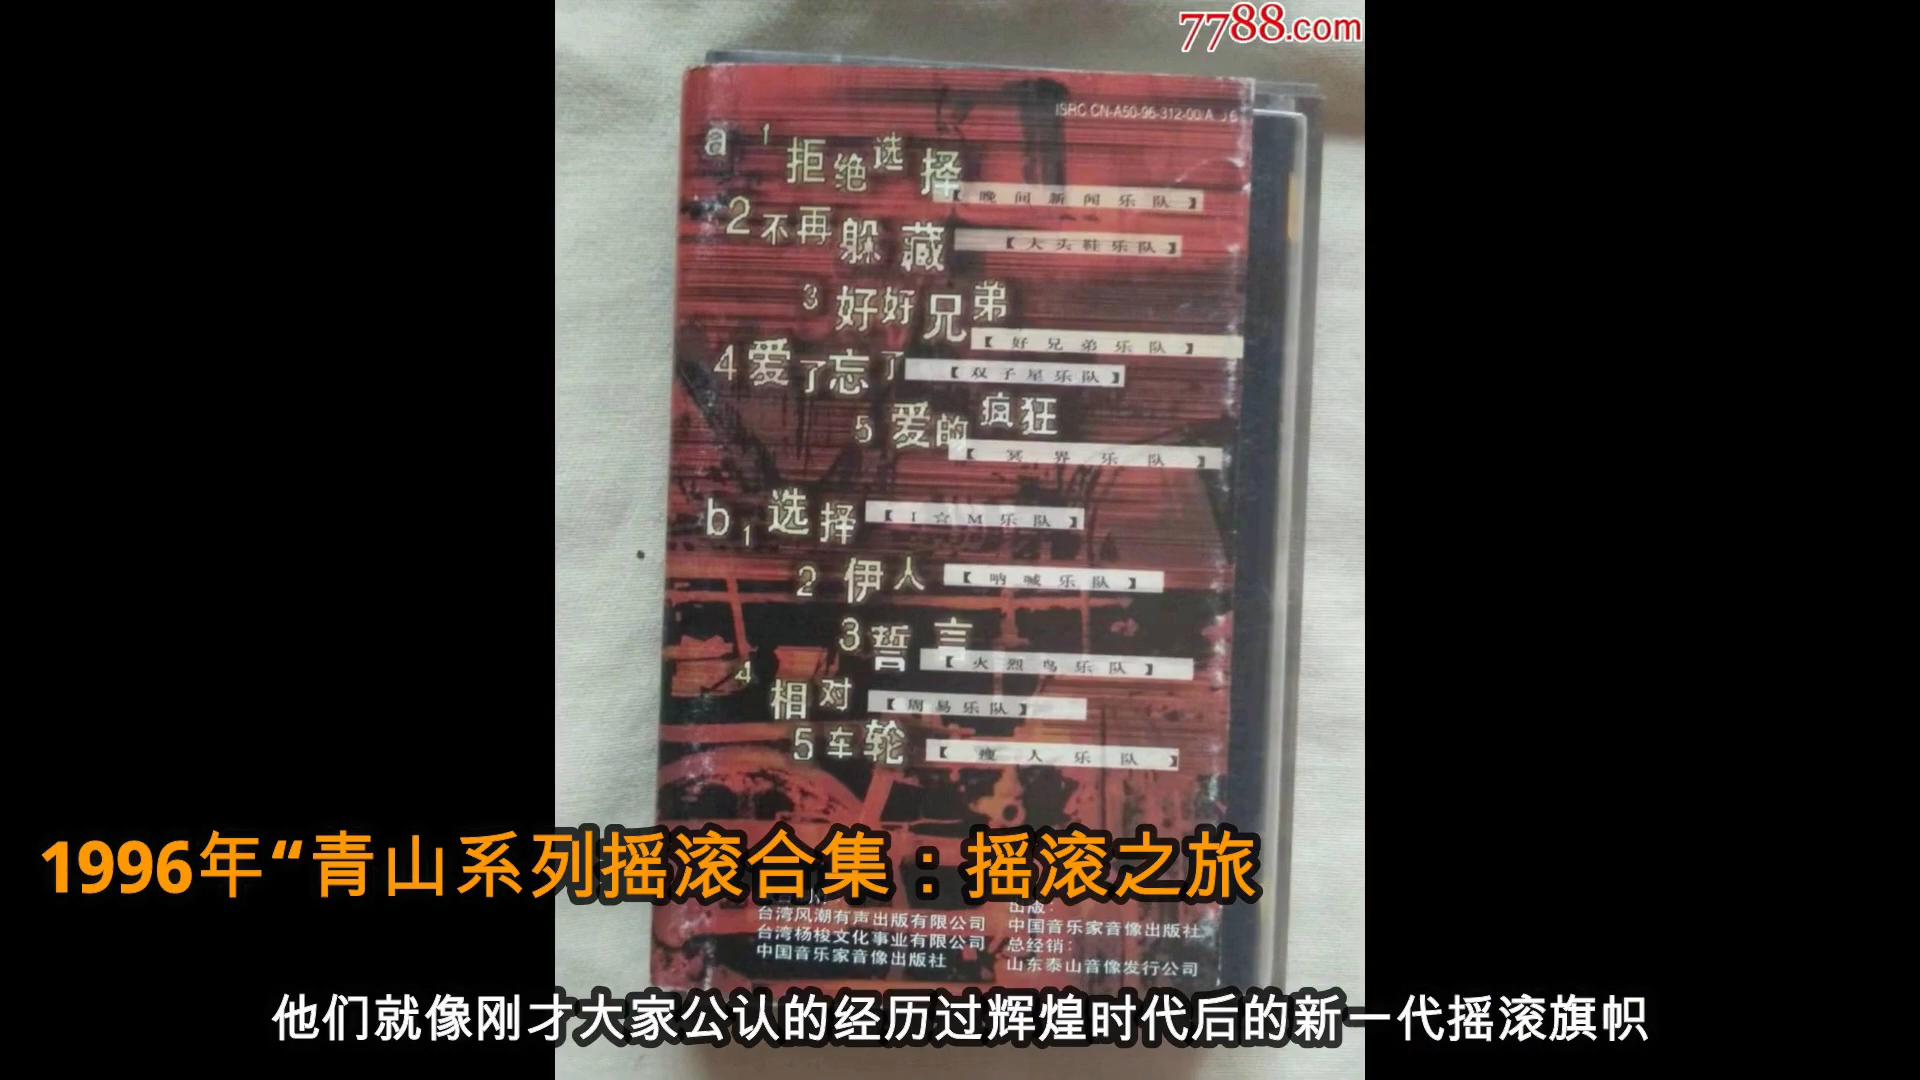 7788.com
ISRC CN-A50-96-312-00/A.J6
a 1 拒绝选择
【晚间新闻乐队】
2 不再躲藏 【大头鞋乐队】
3 好好兄弟
【好兄弟乐队】
4 爱了忘了 【双子星乐队】
5 爱的疯狂
【冥界乐队】
b 1 选择 【I☆M乐队】
2 伊人 【呐喊乐队】
3 誓言
【火烈鸟乐队】
4 相对 【周易乐队】
5 车轮 【瘦人乐队】
1996年“青山系列摇滚合集：摇滚之旅
出版：
台湾风潮有声出版有限公司
中国音乐家音像出版社
台湾杨梭文化事业有限公司
总经销：
中国音乐家音像出版社
山东泰山音像发行公司
他们就像刚才大家公认的经历过辉煌时代后的新一代摇滚旗帜